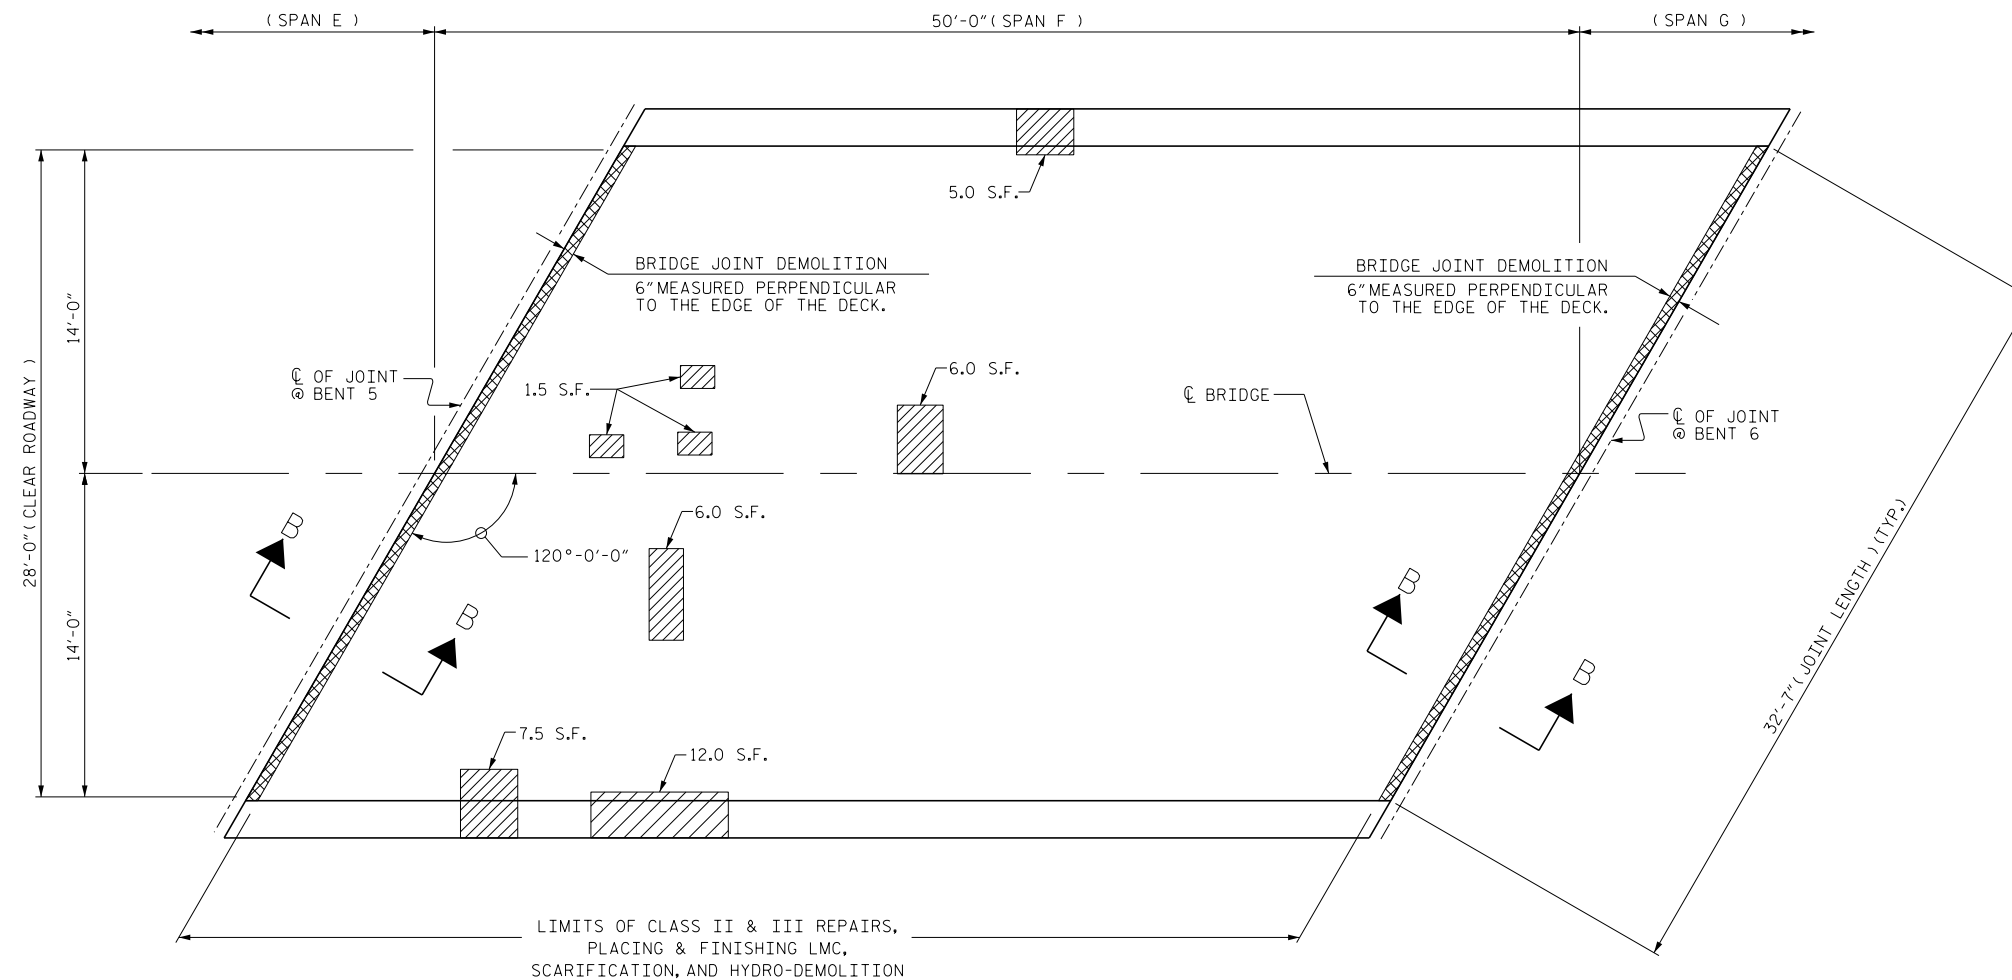 ( SPAN E )
50'-0" ( SPAN F )
( SPAN G )
5.0 S.F.
BRIDGE JOINT DEMOLITION
6" MEASURED PERPENDICULAR
TO THE EDGE OF THE DECK.
BRIDGE JOINT DEMOLITION
6" MEASURED PERPENDICULAR
TO THE EDGE OF THE DECK.
14'-0"
28'-0" ( CLEAR ROADWAY )
℄ OF JOINT
@ BENT 5
1.5 S.F.
6.0 S.F.
℄ BRIDGE
℄ OF JOINT
@ BENT 6
B
6.0 S.F.
120°-0'-0"
B
B
B
14'-0"
32'-7" ( JOINT LENGTH ) (TYP.)
7.5 S.F.
12.0 S.F.
LIMITS OF CLASS II & III REPAIRS,
PLACING & FINISHING LMC,
SCARIFICATION, AND HYDRO-DEMOLITION